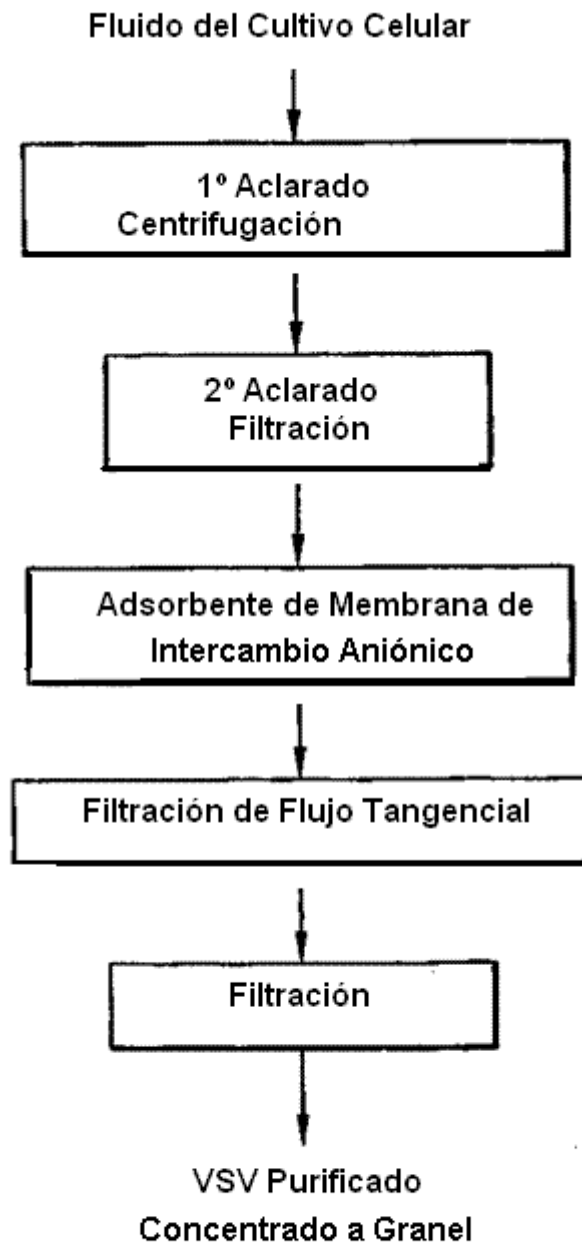 Fluido del Cultivo Celular
1º Aclarado
Centrifugación
2º Aclarado
Filtración
Adsorbente de Membrana de
Intercambio Aniónico
Filtración de Flujo Tangencial
Filtración
VSV Purificado
Concentrado a Granel